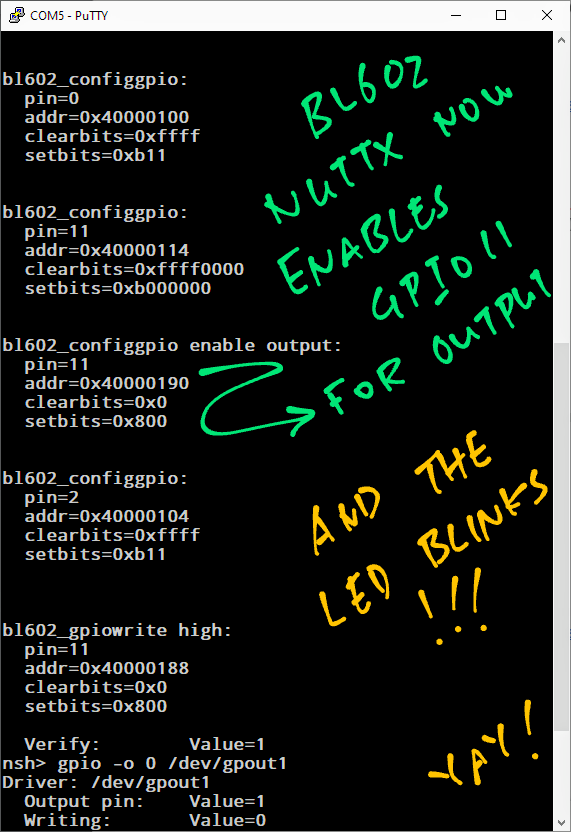 COM5 - PuTTY
bl602_configgpio:
pin=0
addr=0x40000100
clearbits=0xffff
setbits=0xb11
bl602_configgpio:
pin=11
addr=0x40000114
clearbits=0xffff0000
setbits=0xb000000
bl602_configgpio enable output:
pin=11
addr=0x40000190
clearbits=0x0
setbits=0x800
bl602_configgpio:
pin=2
addr=0x40000104
clearbits=0xffff
setbits=0xb11
bl602_gpiowrite high:
pin=11
addr=0x40000188
clearbits=0x0
setbits=0x800
Verify: Value=1
nsh> gpio -o 0 /dev/gpout1
Driver: /dev/gpout1
Output pin: Value=1
Writing: Value=0
BL602
NUTTX NOW
ENABLES
GPIO11
FOR OUTPUT
AND THE
LED BLINKS
!!!
YAY!